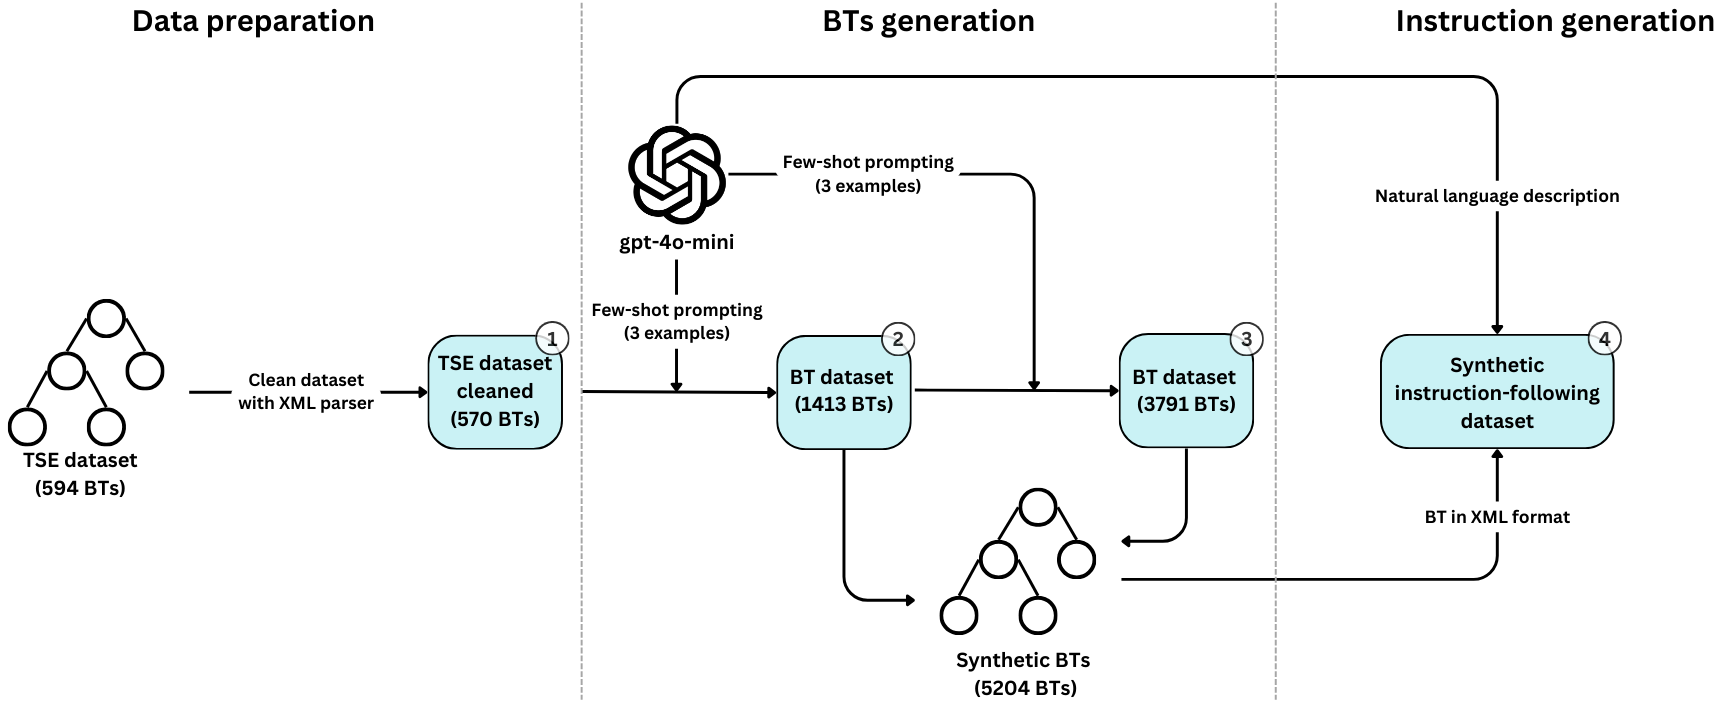 Data preparation
BTs generation
Instruction generation
Few-shot prompting
(3 examples)
Natural language description
gpt-4o-mini
Few-shot prompting
(3 examples)
1
2
3
4
Clean dataset
with XML parser
TSE dataset
cleaned
(570 BTs)
BT dataset
(1413 BTs)
BT dataset
(3791 BTs)
Synthetic
instruction-following
dataset
TSE dataset
(594 BTs)
BT in XML format
Synthetic BTs
(5204 BTs)